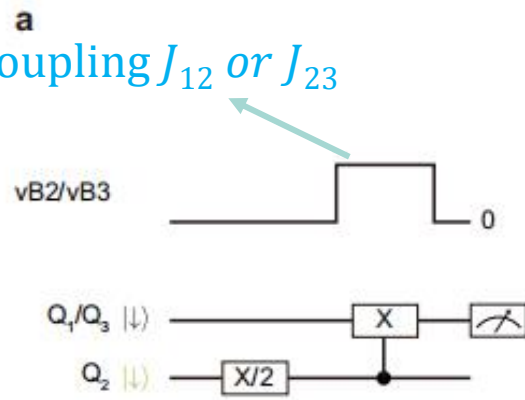 a
oupling J₁₂ or J₂₃
vB2/vB3
0
Q₁/Q₃ |↓⟩
X
Q₂ |↓⟩
X/2